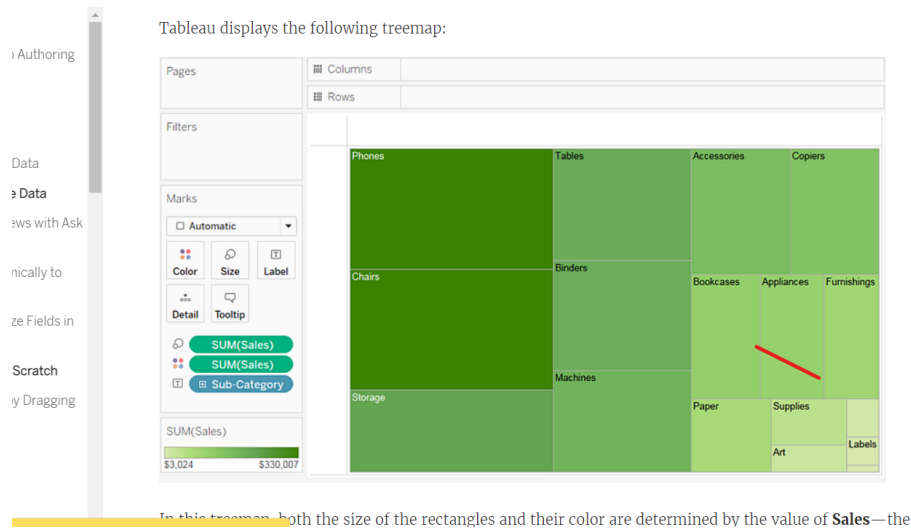 Tableau displays the following treemap:
Authoring
Data
Data
ews with Ask
nically to
ze Fields in
Scratch
y Dragging
Pages
Columns
Rows
Filters
Marks
Automatic
Color Size Label
Detail Tooltip
SUM(Sales)
SUM(Sales)
Sub-Category
SUM(Sales)
$3,024 $330,007
Phones Tables Accessories Copiers
Chairs Binders Bookcases Appliances Furnishings
Storage Machines Paper Supplies
Labels
Art
In this treemap, both the size of the rectangles and their color are determined by the value of Sales—the